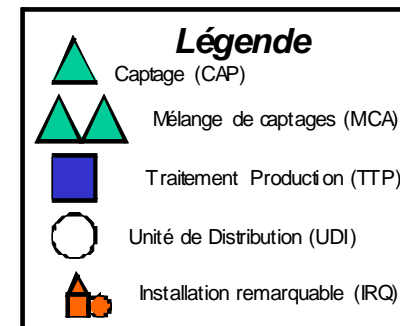 Légende
Captage (CAP)
Mélange de captages (MCA)
Traitement Production (TTP)
Unité de Distribution (UDI)
Installation remarquable (IRQ)